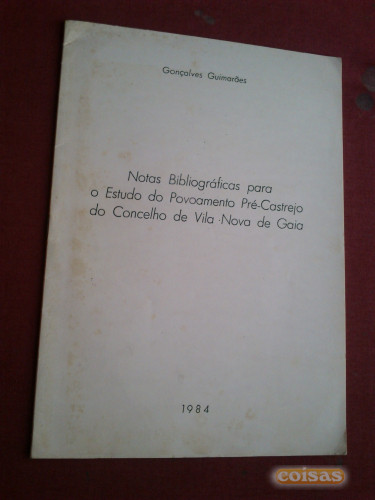 Gonçalves Guimarães
Notas Bibliográficas para
o Estudo do Povoamento Pré-Castrejo
do Concelho de Vila Nova de Gaia
1984
coisas